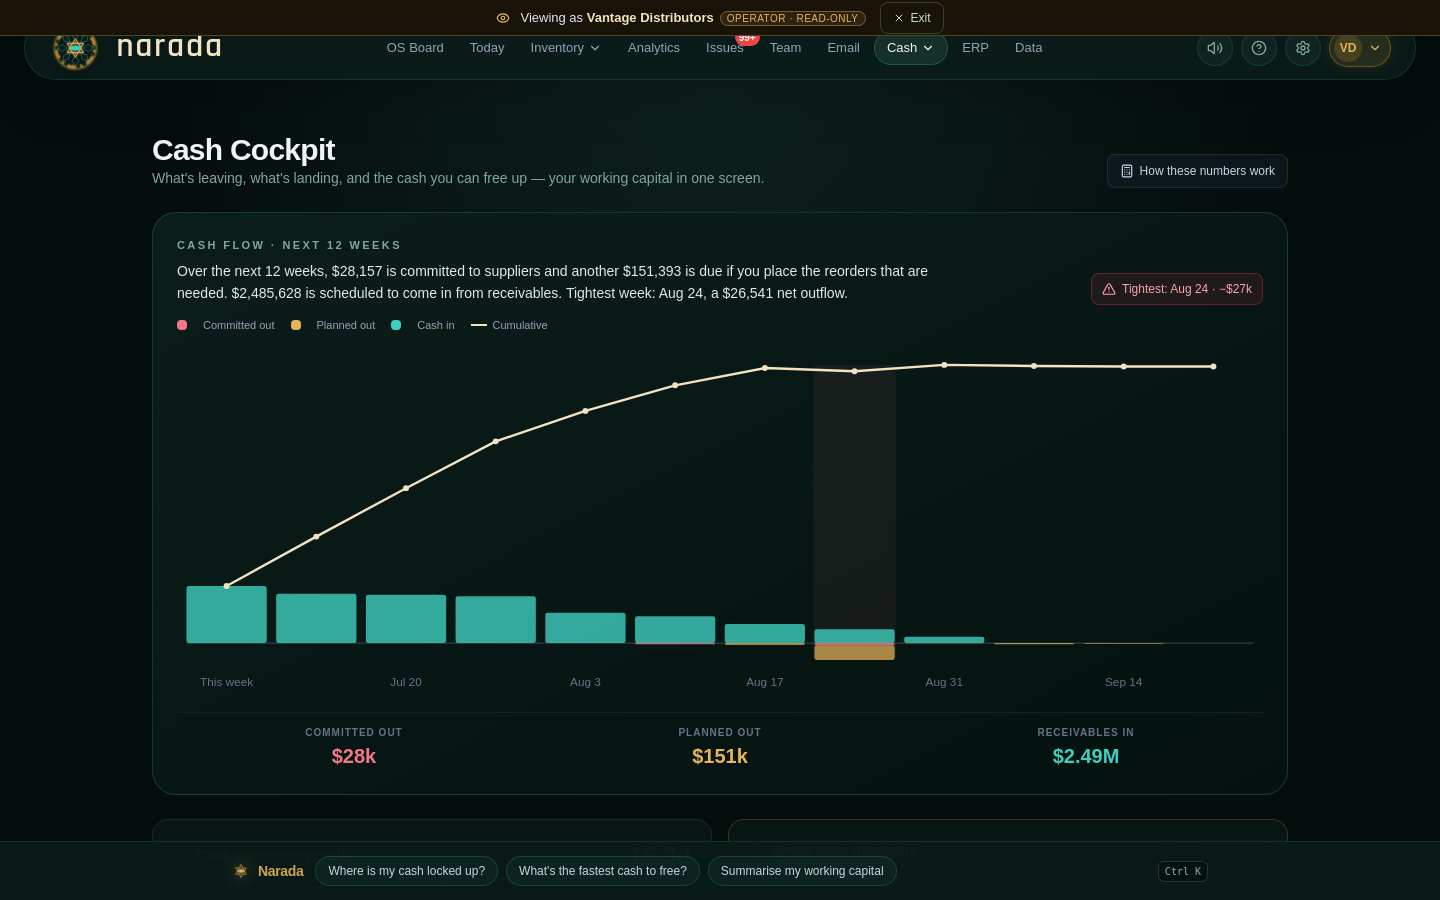 Viewing as Vantage Distributors OPERATOR · READ-ONLY Exit
narada
OS Board Today Inventory Analytics Issues 99+ Team Email Cash ERP Data VD
Cash Cockpit
What's leaving, what's landing, and the cash you can free up — your working capital in one screen.
How these numbers work
CASH FLOW · NEXT 12 WEEKS
Over the next 12 weeks, $28,157 is committed to suppliers and another $151,393 is due if you place the reorders that are
needed. $2,485,628 is scheduled to come in from receivables. Tightest week: Aug 24, a $26,541 net outflow.
Tightest: Aug 24 · −$27k
Committed out Planned out Cash in Cumulative
This week Jul 20 Aug 3 Aug 17 Aug 31 Sep 14
COMMITTED OUT PLANNED OUT RECEIVABLES IN
$28k $151k $2.49M
Narada Where is my cash locked up? What's the fastest cash to free? Summarise my working capital Ctrl K